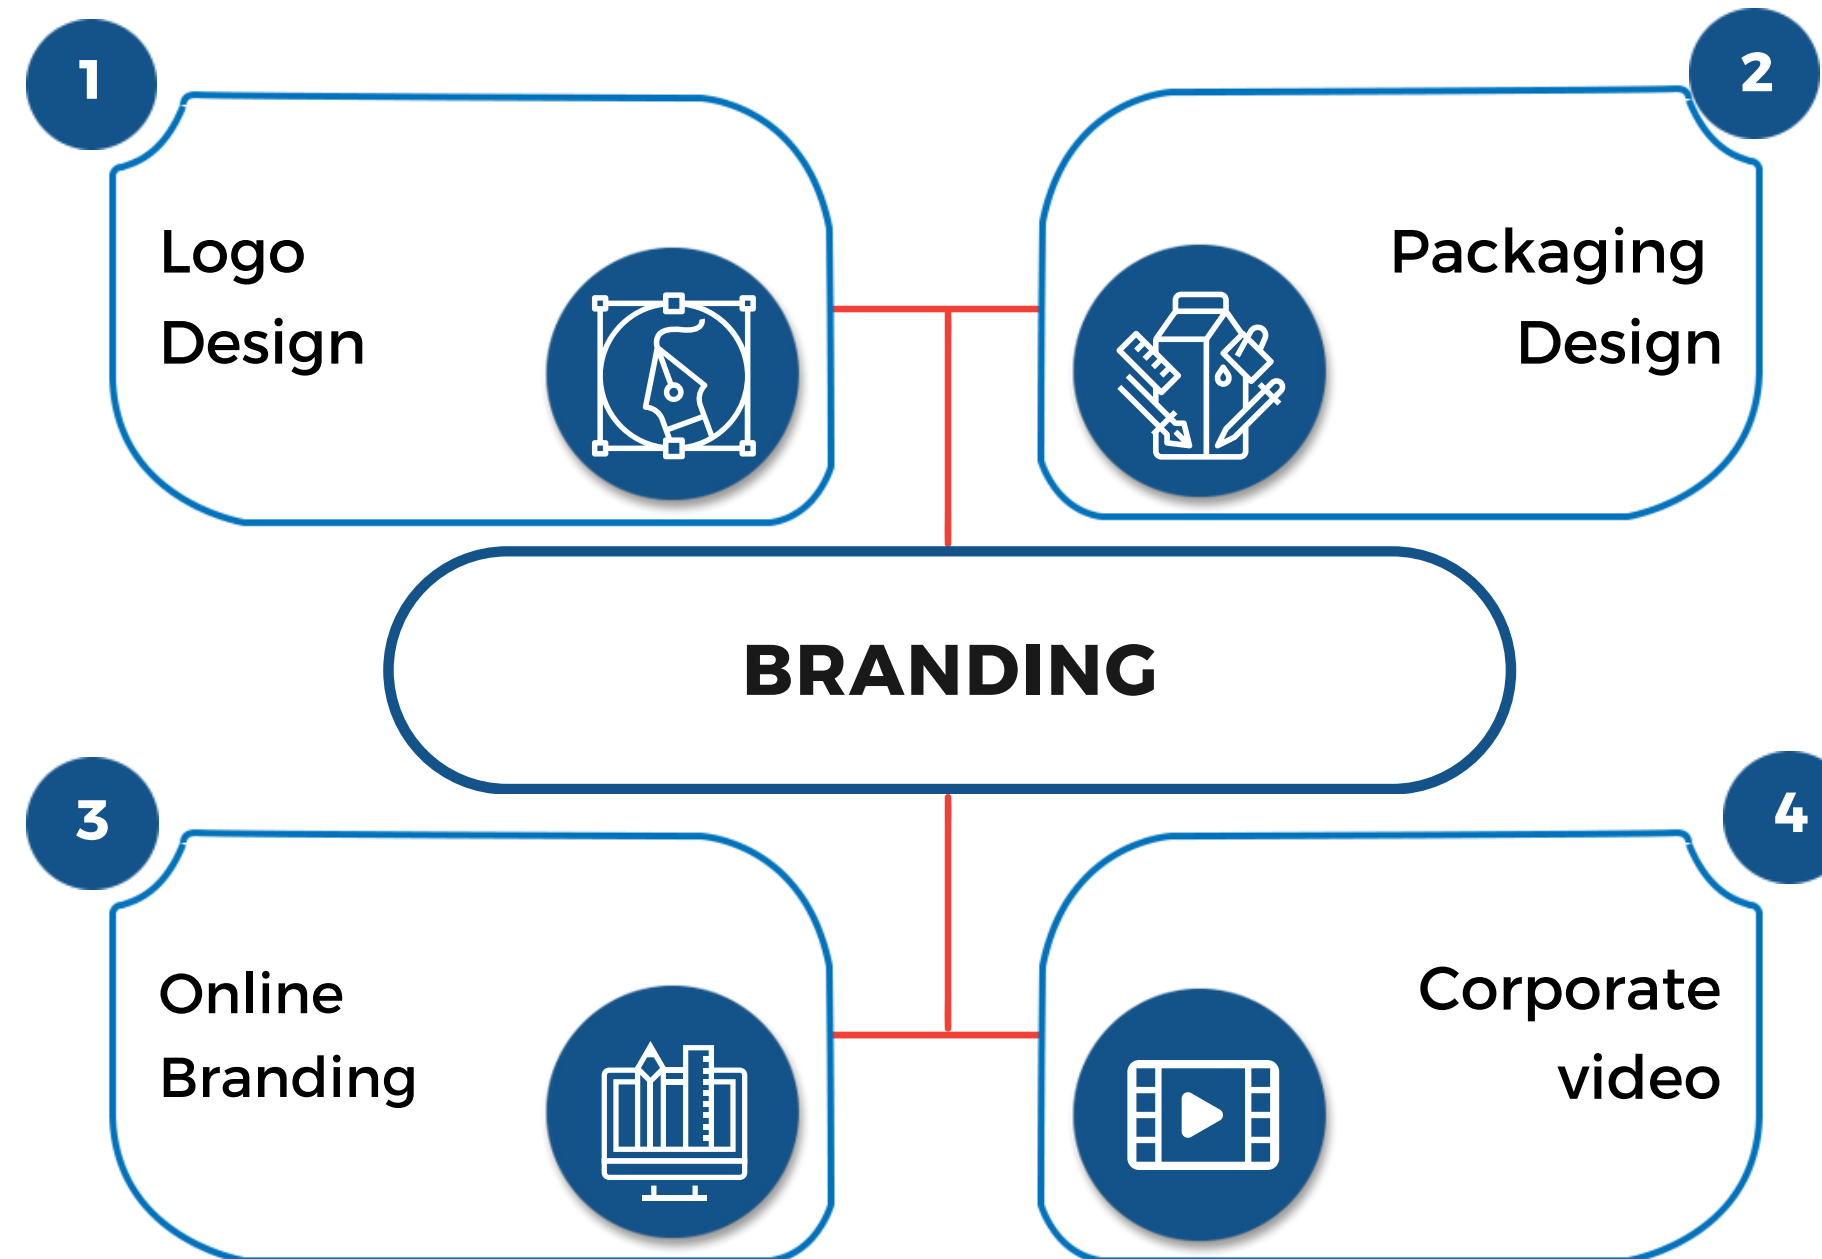 1
Logo
Design
2
Packaging
Design
BRANDING
3
Online
Branding
4
Corporate
video